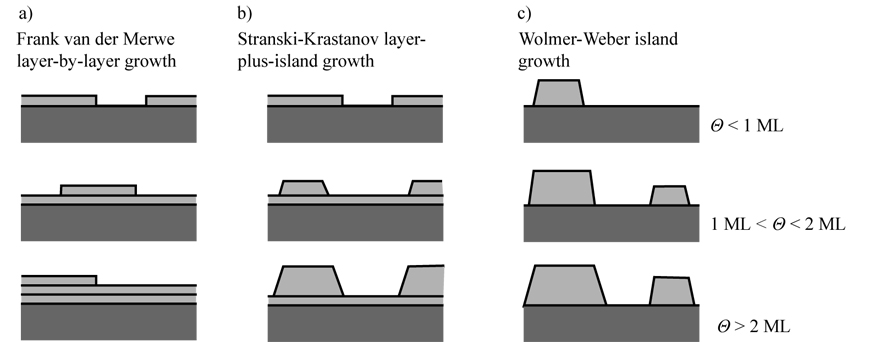 a)
Frank van der Merwe
layer-by-layer growth
b)
Stranski-Krastanov layer-
plus-island growth
c)
Wolmer-Weber island
growth
Θ < 1 ML
1 ML < Θ < 2 ML
Θ > 2 ML